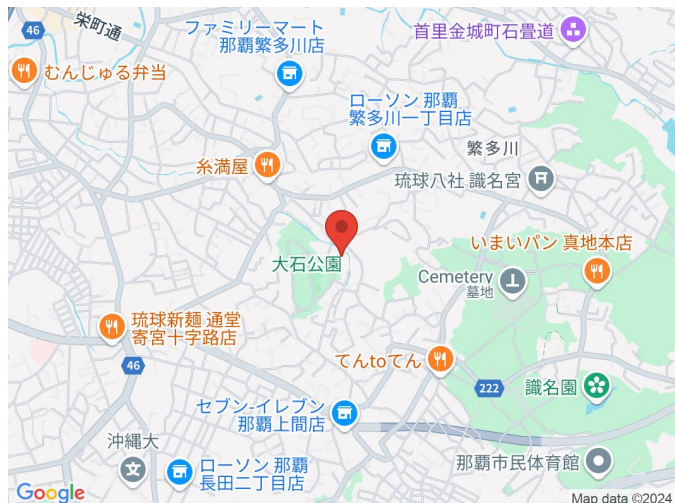 46
栄町通
ファミリーマート
那覇繁多川店
首里金城町石畳道
むんじゅる弁当
ローソン 那覇
繁多川一丁目店
糸満屋
繁多川
琉球八社 識名宮
大石公園
いまいパン 真地本店
Cemetery
墓地
琉球新麺 通堂
寄宮十字路店
46
てんtoてん
222
識名園
セブン-イレブン
那覇上間店
沖縄大
ローソン 那覇
長田二丁目店
那覇市民体育館
Google
Map data ©2024